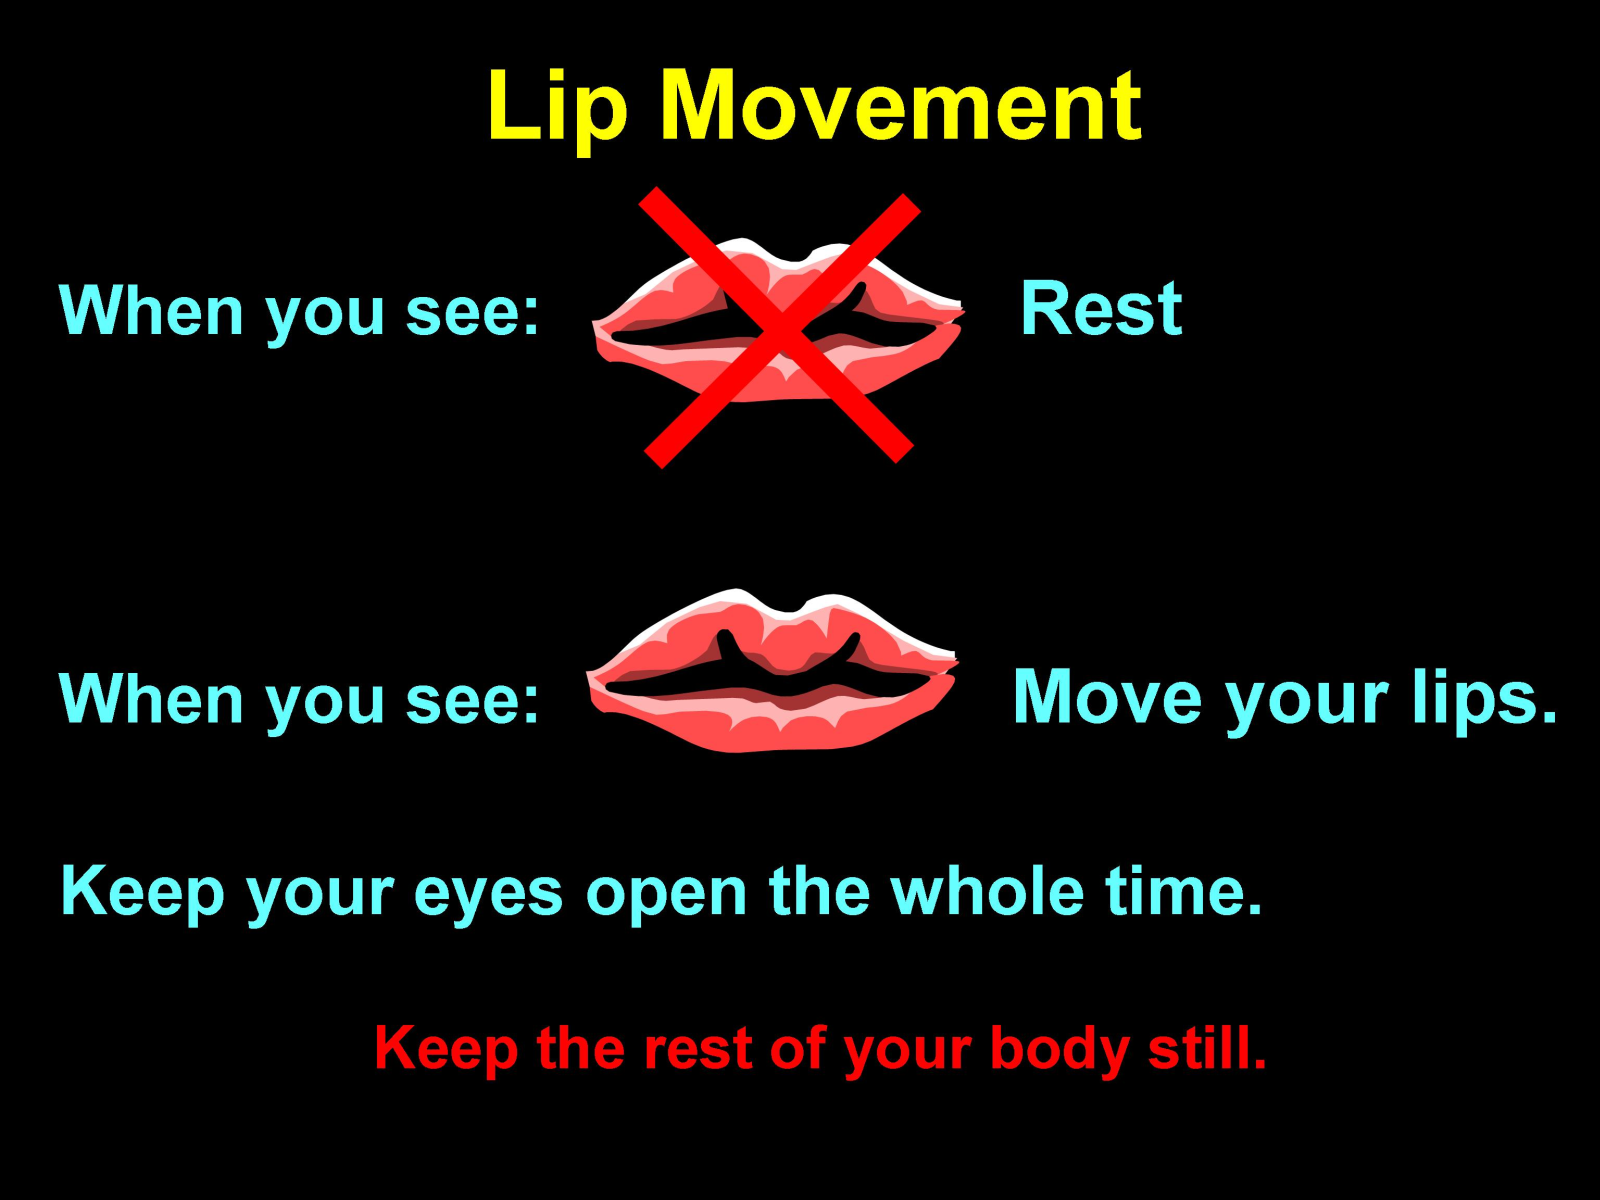 Lip Movement
When you see: Rest
When you see: Move your lips.
Keep your eyes open the whole time.
Keep the rest of your body still.